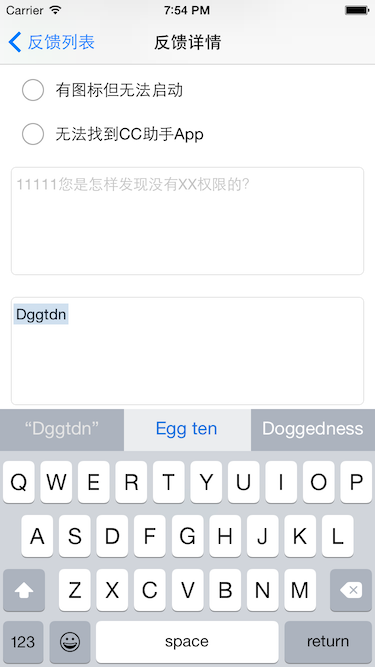 Carrier 7:54 PM
反馈列表 反馈详情
有图标但无法启动
无法找到CC助手App
11111您是怎样发现没有XX权限的?
Dggtdn
“Dggtdn” Egg ten Doggedness
Q W E R T Y U I O P
A S D F G H J K L
Z X C V B N M
123 space return